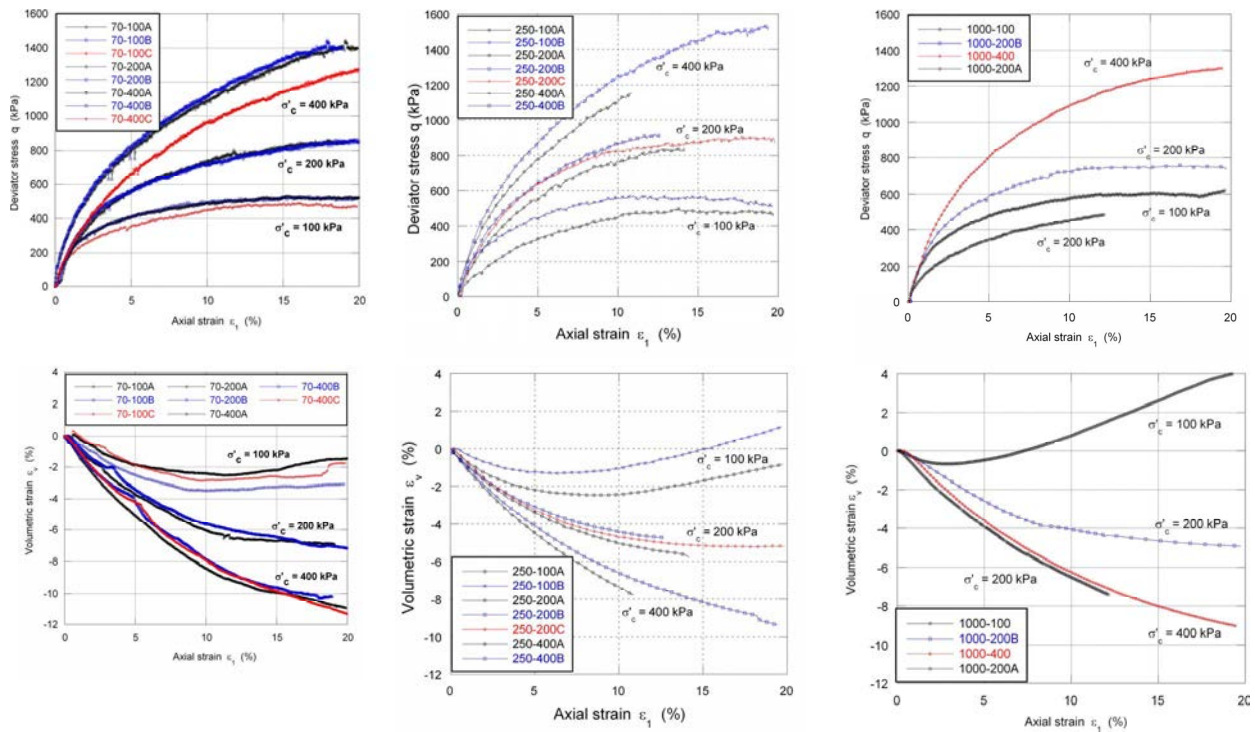 1600
1400
1200
1000
800
600
400
200
0
Deviator stress q (kPa)
70-100A
70-100B
70-100C
70-200A
70-200B
70-400A
70-400B
70-400C
σ'c = 400 kPa
σ'c = 200 kPa
σ'c = 100 kPa
0 5 10 15 20
Axial strain ε1 (%)
1600
1400
1200
1000
800
600
400
200
0
Deviator stress q (kPa)
250-100A
250-100B
250-200A
250-200B
250-200C
250-400A
250-400B
σ'c = 400 kPa
σ'c = 200 kPa
σ'c = 100 kPa
0 5 10 15 20
Axial strain ε1 (%)
1600
1400
1200
1000
800
600
400
200
0
Deviator stress q (kPa)
1000-100
1000-200B
1000-400
1000-200A
σ'c = 400 kPa
σ'c = 200 kPa
σ'c = 100 kPa
σ'c = 200 kPa
0 5 10 15 20
Axial strain ε1 (%)
4
2
0
-2
-4
-6
-8
-10
-12
Volumetric strain εv (%)
70-100A 70-200A 70-400B
70-100B 70-200B 70-400C
70-100C 70-400A
σ'c = 100 kPa
σ'c = 200 kPa
σ'c = 400 kPa
0 5 10 15 20
Axial strain ε1 (%)
4
2
0
-2
-4
-6
-8
-10
-12
Volumetric strain εv (%)
σ'c = 100 kPa
σ'c = 200 kPa
σ'c = 400 kPa
250-100A
250-100B
250-200A
250-200B
250-200C
250-400A
250-400B
0 5 10 15 20
Axial strain ε1 (%)
4
2
0
-2
-4
-6
-8
-10
-12
Volumetric strain εv (%)
σ'c = 100 kPa
σ'c = 200 kPa
σ'c = 200 kPa
σ'c = 400 kPa
1000-100
1000-200B
1000-400
1000-200A
0 5 10 15 20
Axial strain ε1 (%)